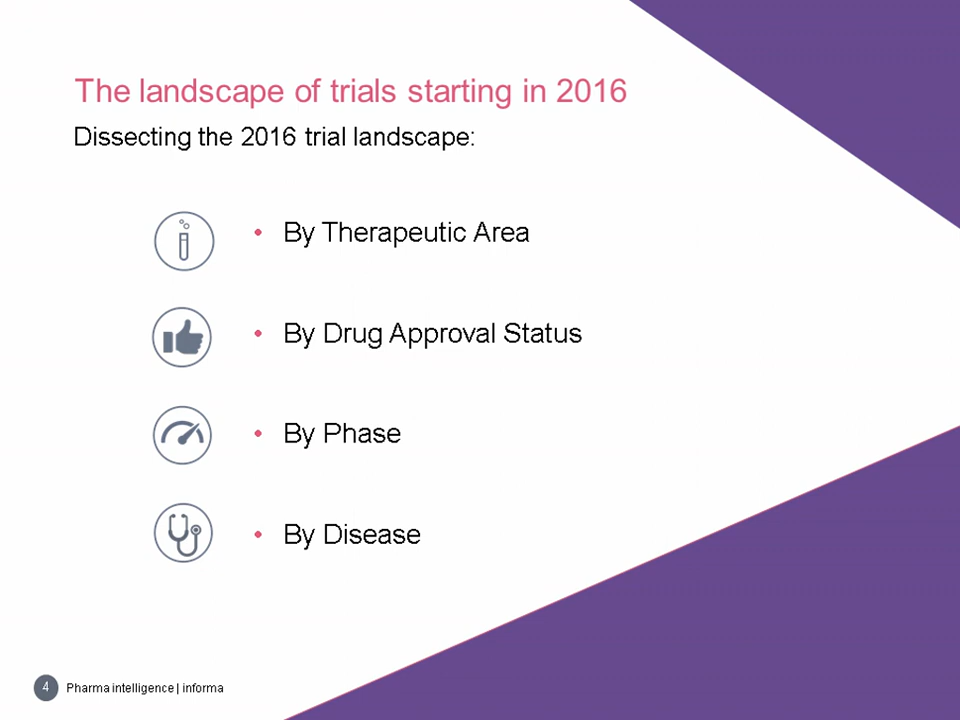 The landscape of trials starting in 2016
Dissecting the 2016 trial landscape:
• By Therapeutic Area
• By Drug Approval Status
• By Phase
• By Disease
4 Pharma intelligence | informa